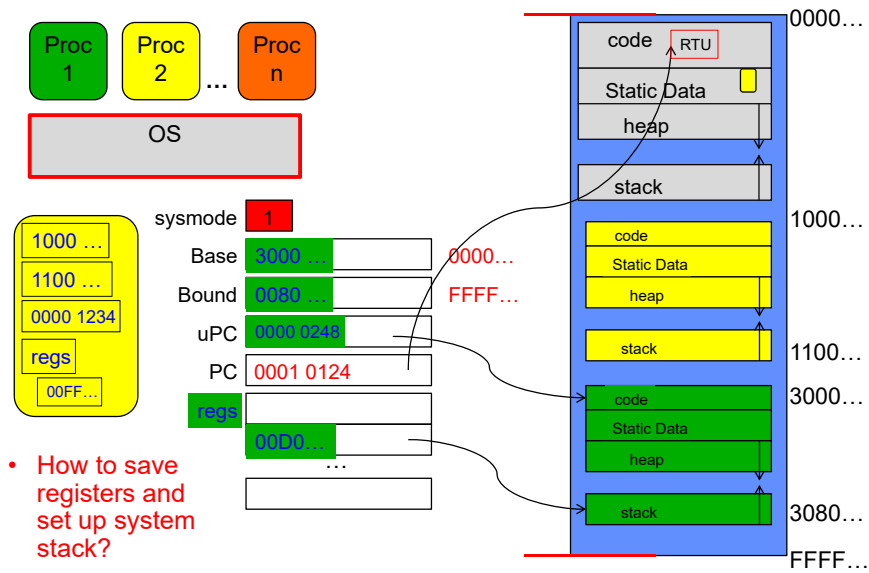 Proc
1
Proc
2
...
Proc
n
OS
sysmode
1
Base
3000 ...
0000...
Bound
0080 ...
FFFF...
uPC
0000 0248
PC
0001 0124
regs
00D0...
...
1000 ...
1100 ...
0000 1234
regs
00FF...
• How to save
registers and
set up system
stack?
code
RTU
Static Data
heap
stack
code
Static Data
heap
stack
code
Static Data
heap
stack
0000...
1000...
1100...
3000...
3080...
FFFF...